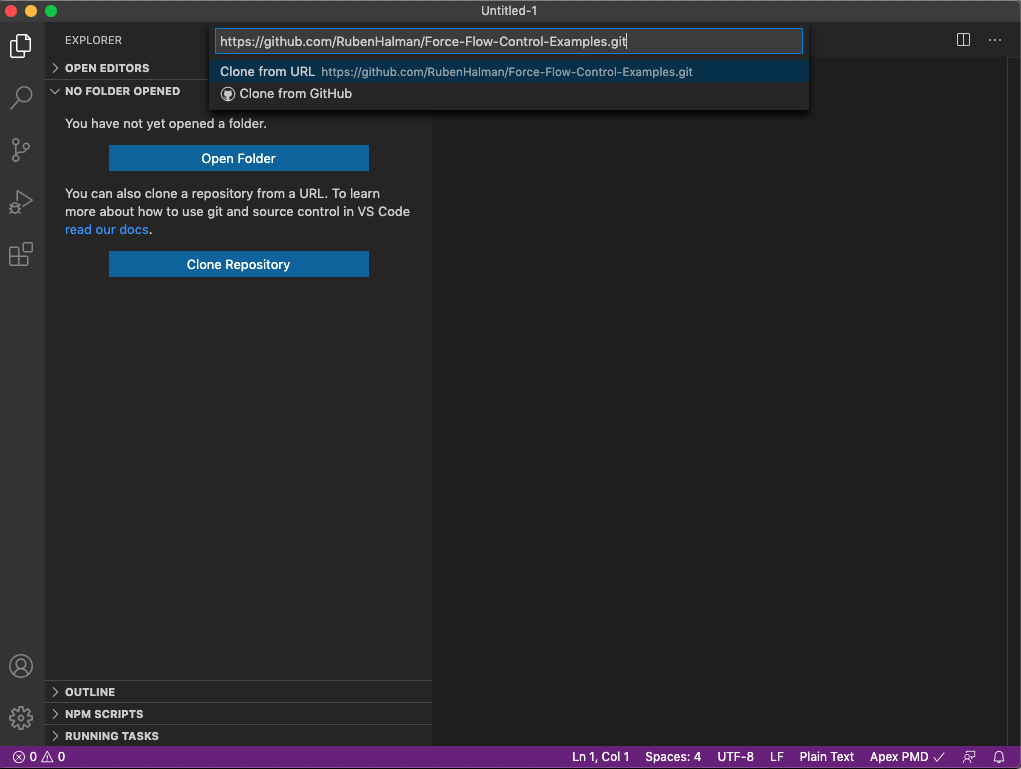 Untitled-1
EXPLORER
https://github.com/RubenHalman/Force-Flow-Control-Examples.git
Clone from URL https://github.com/RubenHalman/Force-Flow-Control-Examples.git
Clone from GitHub
OPEN EDITORS
NO FOLDER OPENED
You have not yet opened a folder.
Open Folder
You can also clone a repository from a URL. To learn
more about how to use git and source control in VS Code
read our docs.
Clone Repository
OUTLINE
NPM SCRIPTS
RUNNING TASKS
0 0 Ln 1, Col 1 Spaces: 4 UTF-8 LF Plain Text Apex PMD